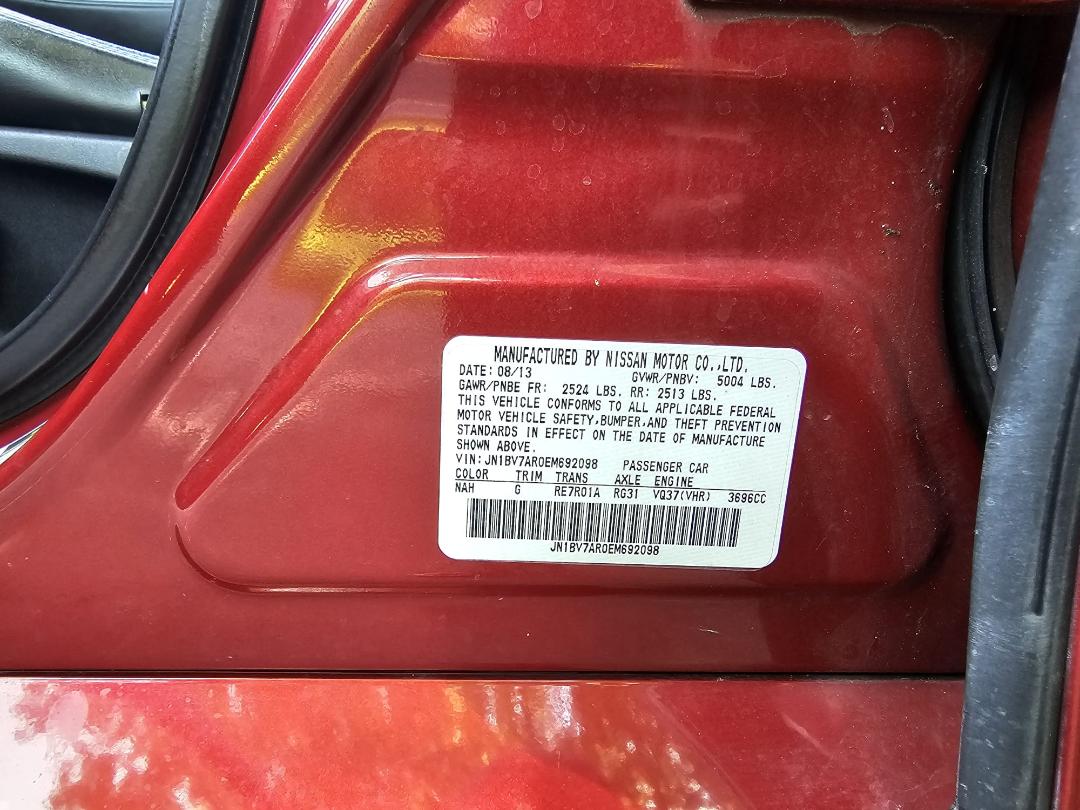 MANUFACTURED BY NISSAN MOTOR CO.,LTD.
DATE: 08/13 GVWR/PNBV: 5004 LBS.
GAWR/PNBE FR: 2524 LBS. RR: 2513 LBS.
THIS VEHICLE CONFORMS TO ALL APPLICABLE FEDERAL
MOTOR VEHICLE SAFETY,BUMPER,AND THEFT PREVENTION
STANDARDS IN EFFECT ON THE DATE OF MANUFACTURE
SHOWN ABOVE.
VIN:JN1BV7AR0EM692098 PASSENGER CAR
COLOR TRIM TRANS AXLE ENGINE
NAH G RE7R01A RG31 VQ37(VHR) 3696CC
JN1BV7AR0EM692098